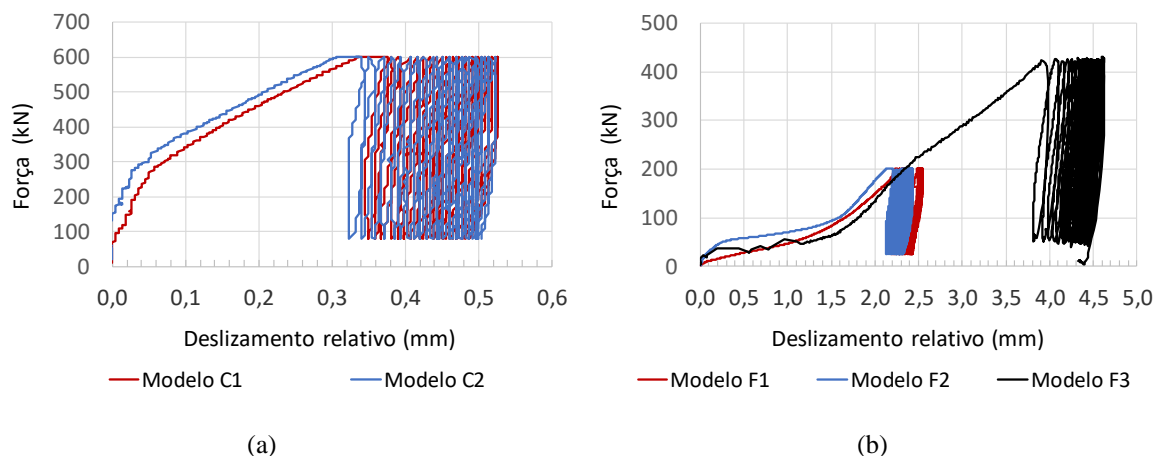 700
600
500
400
300
200
100
0
Força (kN)
0,0 0,1 0,2 0,3 0,4 0,5 0,6
Deslizamento relativo (mm)
Modelo C1 Modelo C2
(a)
500
400
300
200
100
0
Força (kN)
0,0 0,5 1,0 1,5 2,0 2,5 3,0 3,5 4,0 4,5 5,0
Deslizamento relativo (mm)
Modelo F1 Modelo F2 Modelo F3
(b)